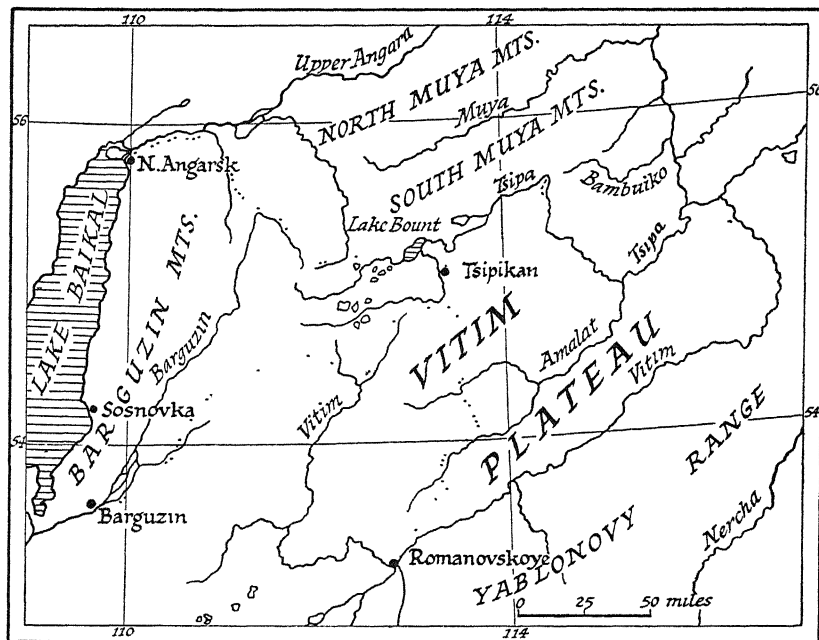 110
114
Upper Angara
NORTH MUYA MTS.
56
56
Muya
SOUTH MUYA MTS.
N. Angarsk
Bambuiko
Tsipa
Lake Bount
Tsipa
Tsipikan
LAKE BAIKAL
BARGUZIN MTS.
Barguzin
VITIM
PLATEAU
Amalat
Vitim
Vitim
Sosnovka
54
54
RANGE
Barguzin
Nercha
Romanovskoye
YABLONOVY
0 25 50 miles
110
114